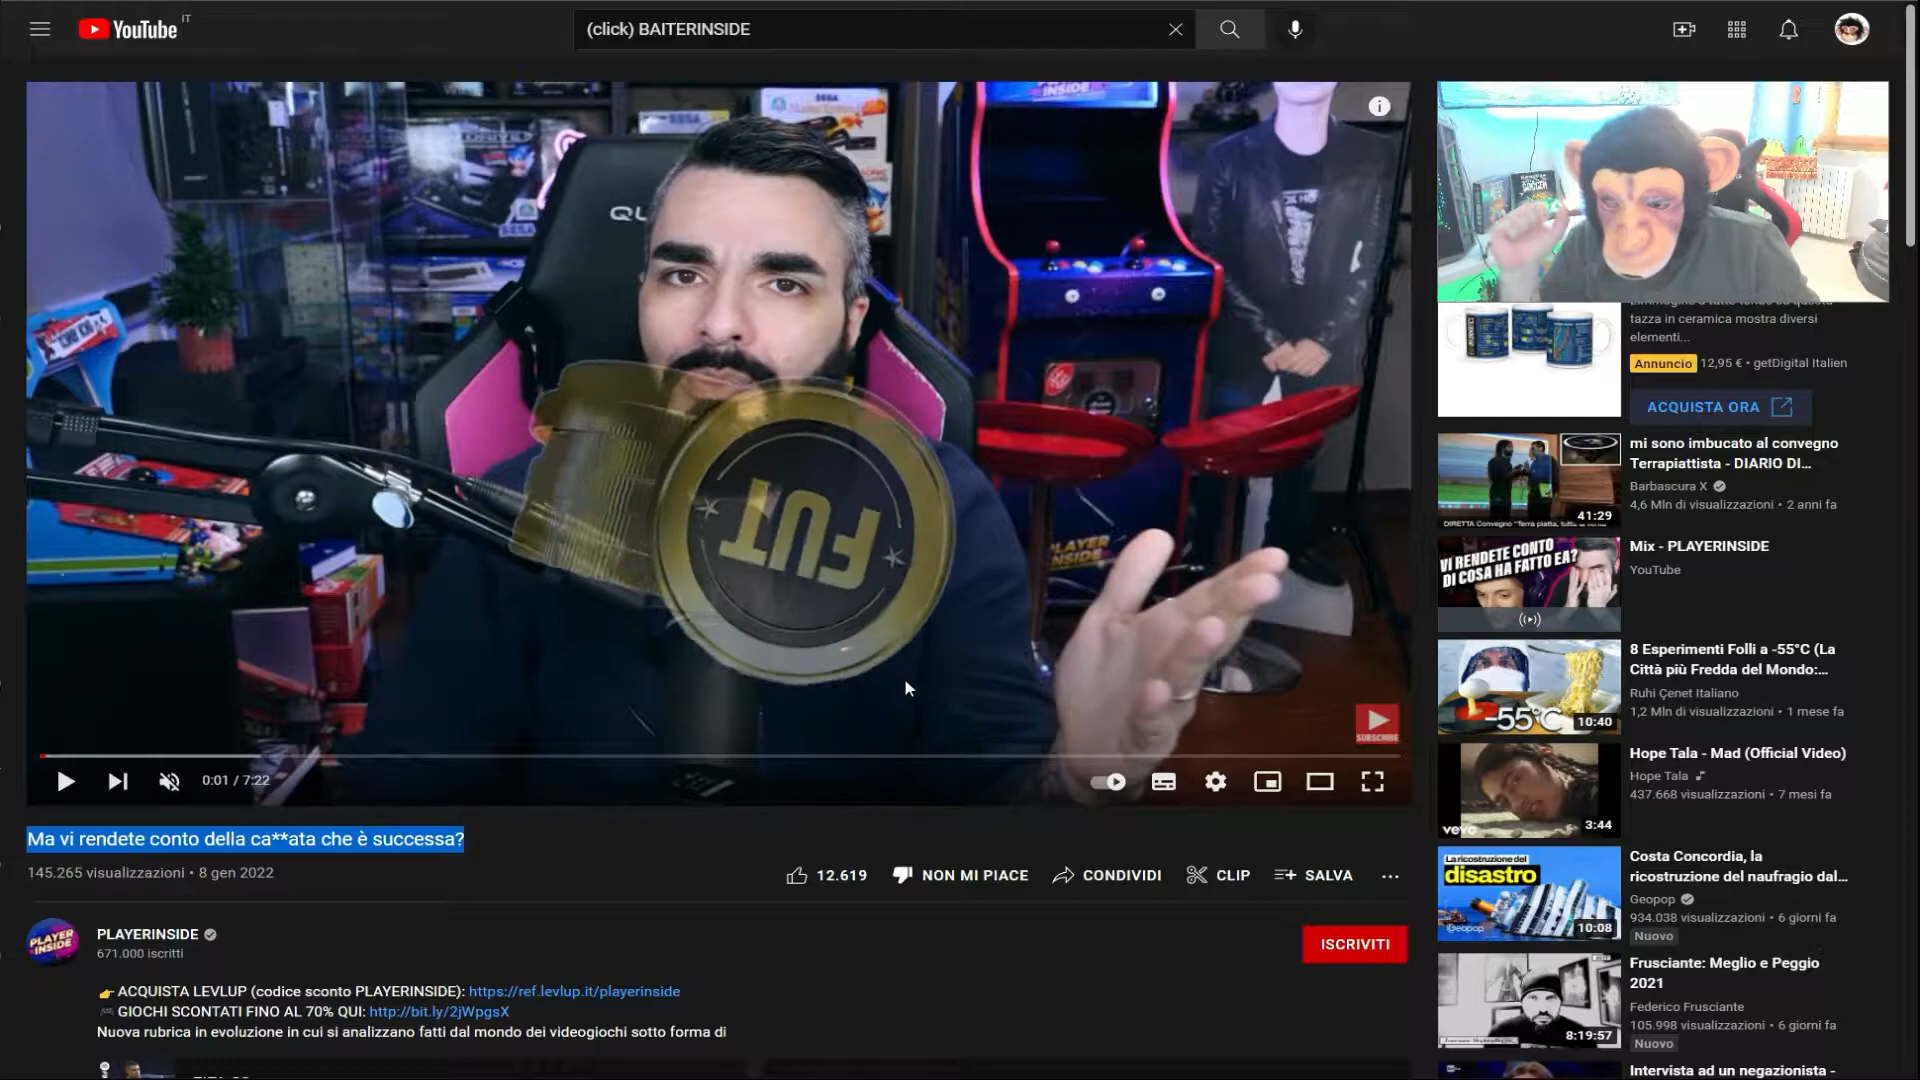 YouTube
IT
(click) BAITERINSIDE
INSIDE
SEGA
QU
FUT
PLAYER
INSIDE
SUBSCRIBE
0:01 / 7:22
Ma vi rendete conto della ca**ata che è successa?
145.265 visualizzazioni • 8 gen 2022
12.619
NON MI PIACE
CONDIVIDI
CLIP
SALVA
PLAYER
INSIDE
PLAYERINSIDE
671.000 iscritti
ISCRIVITI
👉 ACQUISTA LEVLUP (codice sconto PLAYERINSIDE): https://ref.levlup.it/playerinside
🎮 GIOCHI SCONTATI FINO AL 70% QUI: http://bit.ly/2jWpgsX
Nuova rubrica in evoluzione in cui si analizzano fatti dal mondo dei videogiochi sotto forma di
tazza in ceramica mostra diversi
elementi...
Annuncio 12,95 € • getDigital Italien
ACQUISTA ORA
mi sono imbucato al convegno
Terrapiattista - DIARIO DI...
Barbascura X
4,6 Mln di visualizzazioni • 2 anni fa
41:29
Mix - PLAYERINSIDE
YouTube
VI RENDETE CONTO
DI COSA HA FATTO EA?
8 Esperimenti Folli a -55°C (La
Città più Fredda del Mondo:...
Ruhi Çenet Italiano
1,2 Mln di visualizzazioni • 1 mese fa
-55°C
10:40
Hope Tala - Mad (Official Video)
Hope Tala
437.668 visualizzazioni • 7 mesi fa
vevo
3:44
La ricostruzione del
disastro
Geopop
10:08
Costa Concordia, la
ricostruzione del naufragio dal...
Geopop
934.038 visualizzazioni • 6 giorni fa
Nuovo
Frusciante: Meglio e Peggio
2021
Federico Frusciante
105.998 visualizzazioni • 6 giorni fa
Nuovo
8:19:57
Intervista ad un negazionista -